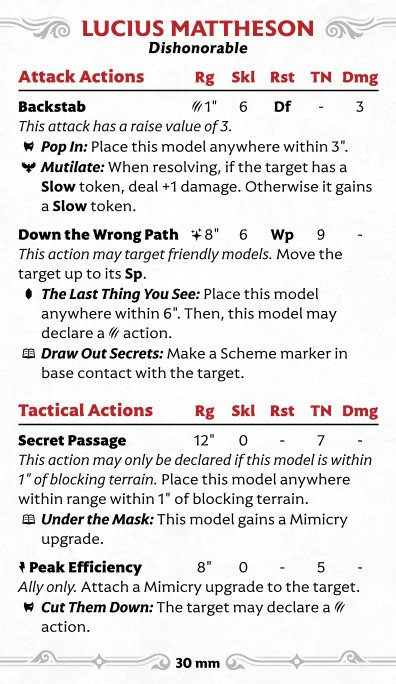 LUCIUS MATTHESON
Dishonorable
Attack Actions Rg Skl Rst TN Dmg
Backstab 1" 6 Df - 3
This attack has a raise value of 3.
Pop In: Place this model anywhere within 3".
Mutilate: When resolving, if the target has a
Slow token, deal +1 damage. Otherwise it gains
a Slow token.
Down the Wrong Path 8" 6 Wp 9 -
This action may target friendly models. Move the
target up to its Sp.
The Last Thing You See: Place this model
anywhere within 6". Then, this model may
declare a action.
Draw Out Secrets: Make a Scheme marker in
base contact with the target.
Tactical Actions Rg Skl Rst TN Dmg
Secret Passage 12" 0 - 7 -
This action may only be declared if this model is within
1" of blocking terrain. Place this model anywhere
within range within 1" of blocking terrain.
Under the Mask: This model gains a Mimicry
upgrade.
Peak Efficiency 8" 0 - 5 -
Ally only. Attach a Mimicry upgrade to the target.
Cut Them Down: The target may declare a
action.
30 mm